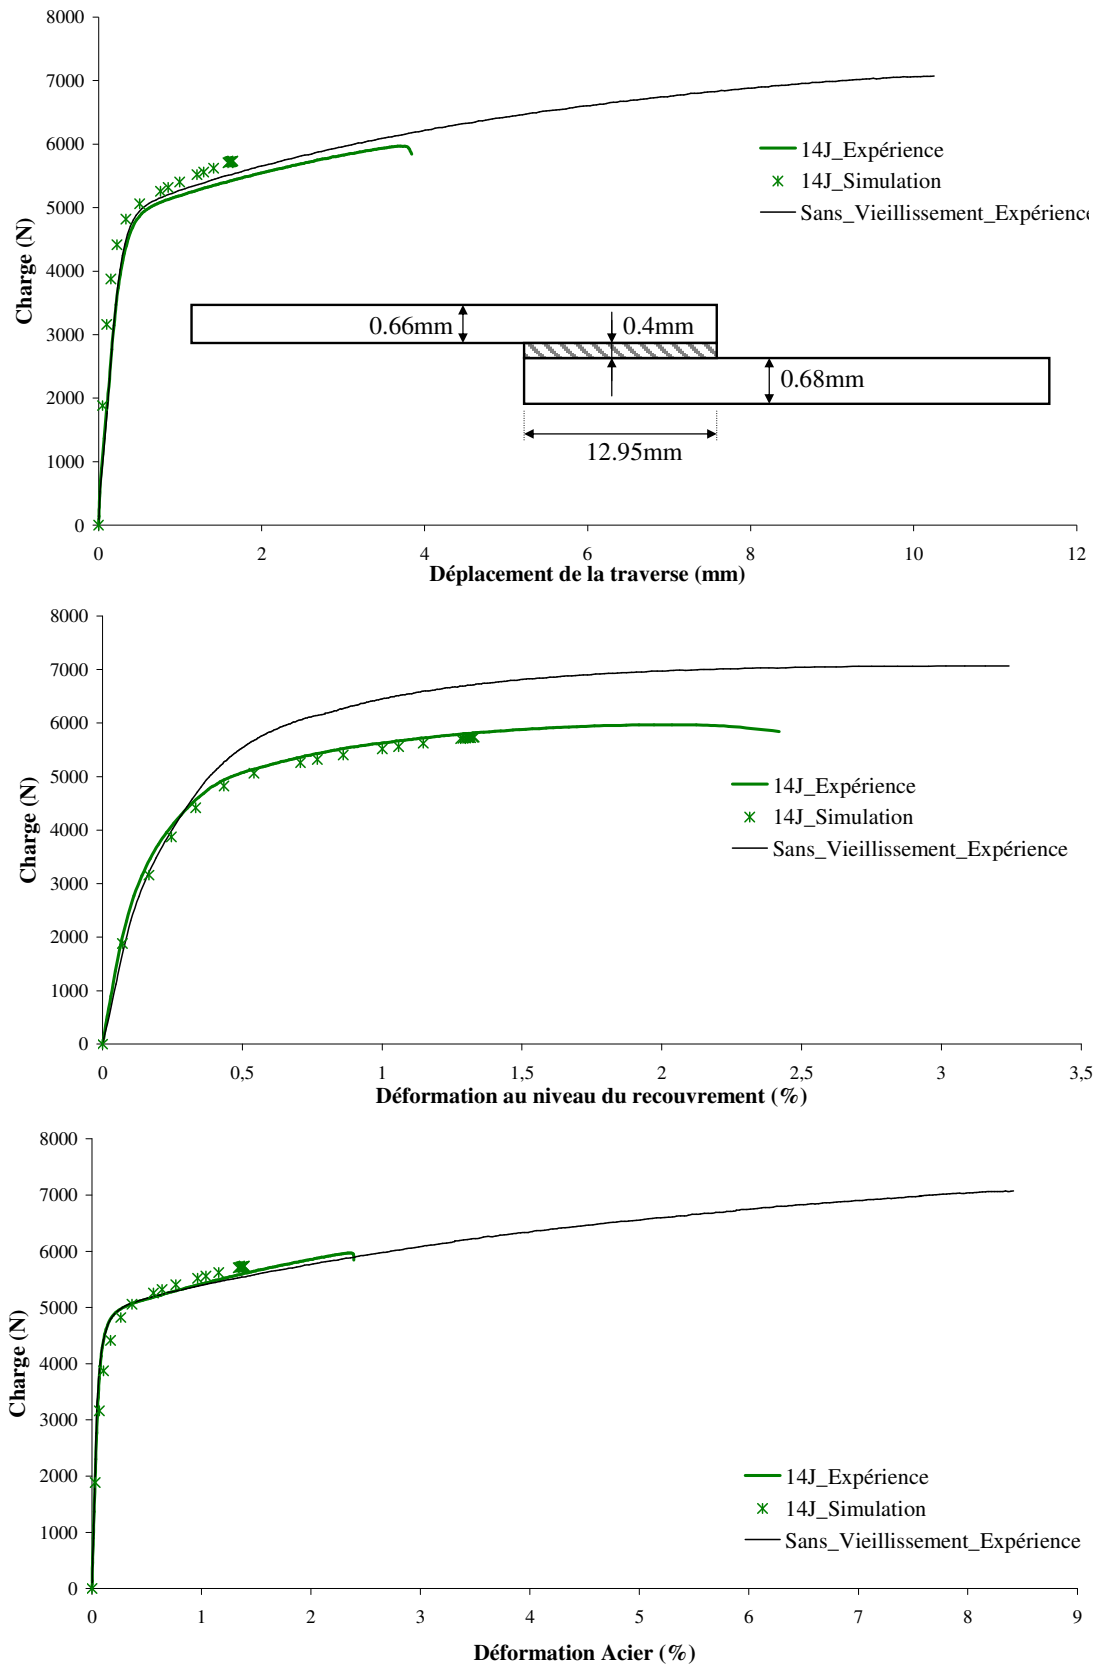 8000
7000
6000
5000
4000
3000
2000
1000
0
Charge (N)
14J_Expérience
14J_Simulation
Sans_Vieillissement_Expérience
0.66mm
0.4mm
0.68mm
12.95mm
0 2 4 6 8 10 12
Déplacement de la traverse (mm)
8000
7000
6000
5000
4000
3000
2000
1000
0
Charge (N)
14J_Expérience
14J_Simulation
Sans_Vieillissement_Expérience
0 0,5 1 1,5 2 2,5 3 3,5
Déformation au niveau du recouvrement (%)
8000
7000
6000
5000
4000
3000
2000
1000
0
Charge (N)
14J_Expérience
14J_Simulation
Sans_Vieillissement_Expérience
0 1 2 3 4 5 6 7 8 9
Déformation Acier (%)